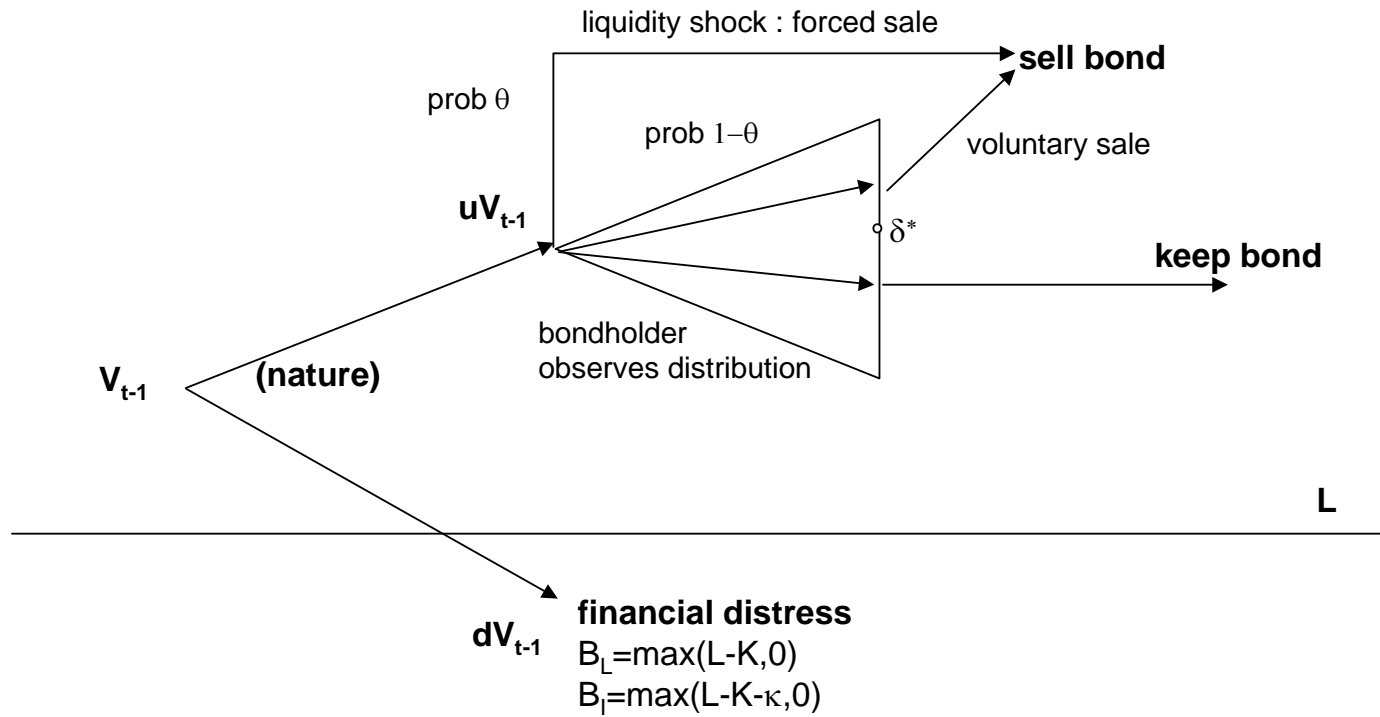 liquidity shock : forced sale
sell bond
prob θ
prob 1–θ
voluntary sale
uV_{t-1}
δ*
keep bond
bondholder
observes distribution
V_{t-1}
(nature)
L
financial distress
dV_{t-1}
B_L=max(L-K,0)
B_I=max(L-K-κ,0)